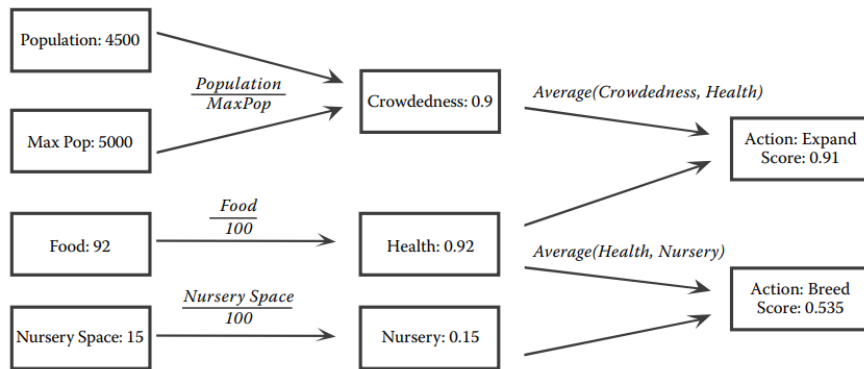 Population: 4500
Population
MaxPop
Max Pop: 5000
Crowdedness: 0.9
Average(Crowdedness, Health)
Action: Expand
Score: 0.91
Food: 92
Food
100
Health: 0.92
Average(Health, Nursery)
Action: Breed
Score: 0.535
Nursery Space: 15
Nursery Space
100
Nursery: 0.15